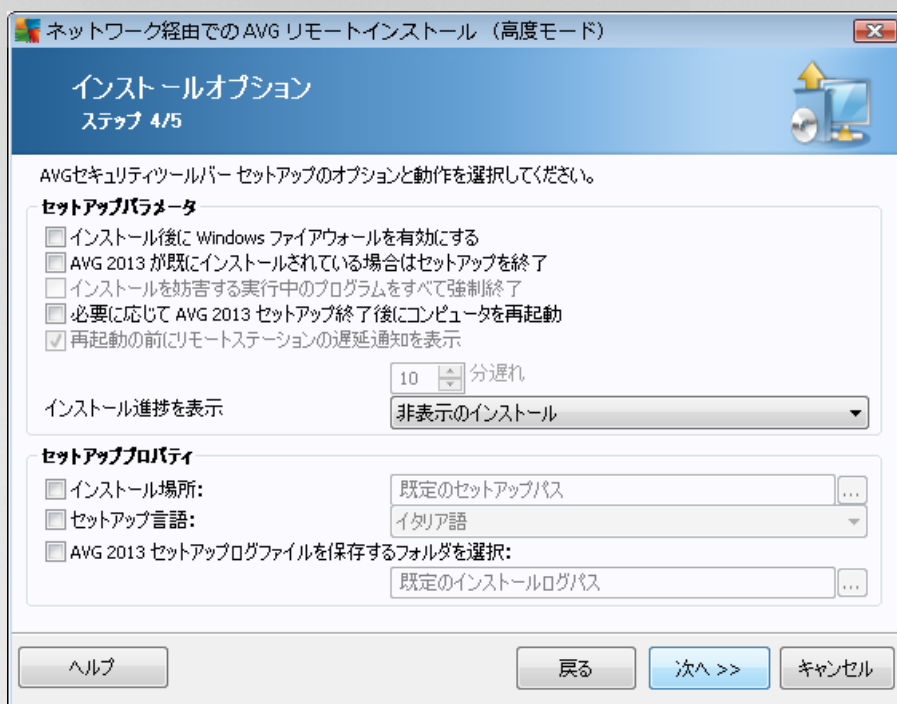 ネットワーク経由での AVG リモートインストール （高度モード）
インストールオプション
ステップ 4/5
AVGセキュリティツールバー セットアップのオプションと動作を選択してください。
セットアップパラメータ
インストール後に Windows ファイアウォールを有効にする
AVG 2013 が既にインストールされている場合はセットアップを終了
インストールを妨害する実行中のプログラムをすべて強制終了
必要に応じて AVG 2013 セットアップ終了後にコンピュータを再起動
再起動の前にリモートステーションの遅延通知を表示
10 分遅れ
インストール進捗を表示 非表示のインストール
セットアッププロパティ
インストール場所: 既定のセットアップパス ...
セットアップ言語: イタリア語
AVG 2013 セットアップログファイルを保存するフォルダを選択:
既定のインストールログパス ...
ヘルプ 戻る 次へ >> キャンセル